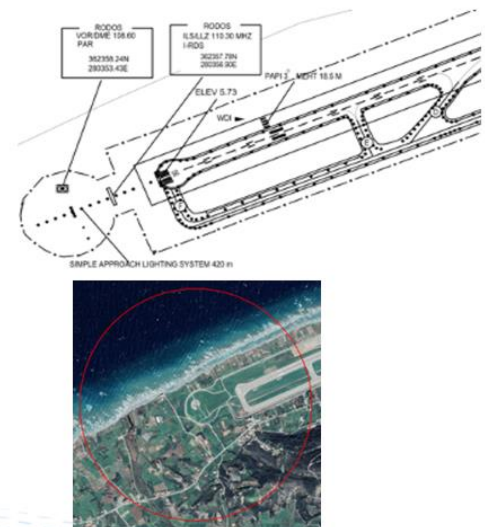 RODOS
VOR/DME 108.60
PAR
362358.24N
280353.43E
RODOS
ILS/LLZ 110.30 MHZ
I-RDS
362357.79N
280358.90E
PAPI 3° MEHT 18.5 M
ELEV 5.73
WDI
SIMPLE APPROACH LIGHTING SYSTEM 420 m